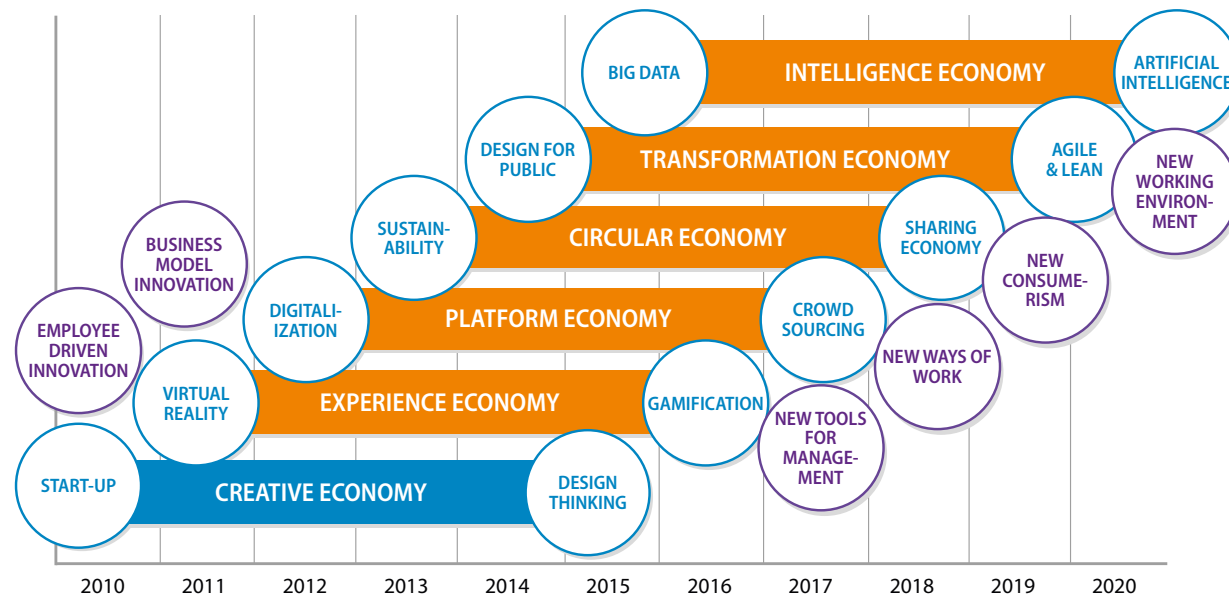 BIG DATA
INTELLIGENCE ECONOMY
ARTIFICIAL
INTELLIGENCE
DESIGN FOR
PUBLIC
TRANSFORMATION ECONOMY
AGILE
& LEAN
NEW
WORKING
ENVIRON-
MENT
SUSTAIN-
ABILITY
CIRCULAR ECONOMY
SHARING
ECONOMY
BUSINESS
MODEL
INNOVATION
NEW
CONSUME-
RISM
DIGITALI-
IZATION
PLATFORM ECONOMY
CROWD
SOURCING
EMPLOYEE
DRIVEN
INNOVATION
NEW WAYS OF
WORK
VIRTUAL
REALITY
EXPERIENCE ECONOMY
GAMIFICATION
NEW TOOLS
FOR
MANAGE-
MENT
START-UP
CREATIVE ECONOMY
DESIGN
THINKING
2010 2011 2012 2013 2014 2015 2016 2017 2018 2019 2020